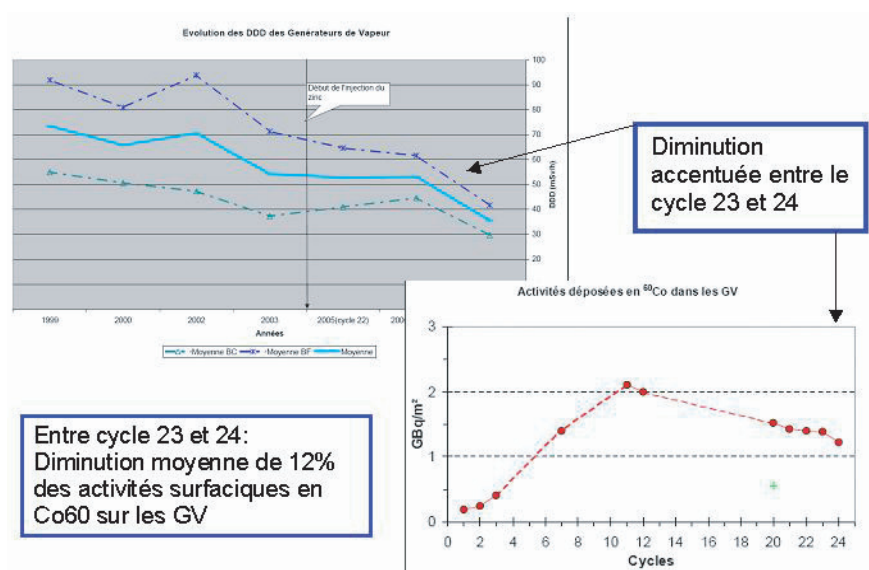 Evolution des DDD des Genérateurs de Vapeur
100
90
80
70
60
50
40
30
20
DDD (mSv/h)
Début de l'injection du
zinc
1999
2000
2002
2003
2005(cycle 22)
Années
Moyenne BC
Moyenne BF
Moyenne
Diminution
accentuée entre le
cycle 23 et 24
Activités déposées en ⁶⁰Co dans les GV
3
2
1
0
GBq/m²
0 2 4 6 8 10 12 14 16 18 20 22 24
Cycles
Entre cycle 23 et 24:
Diminution moyenne de 12%
des activités surfaciques en
Co60 sur les GV